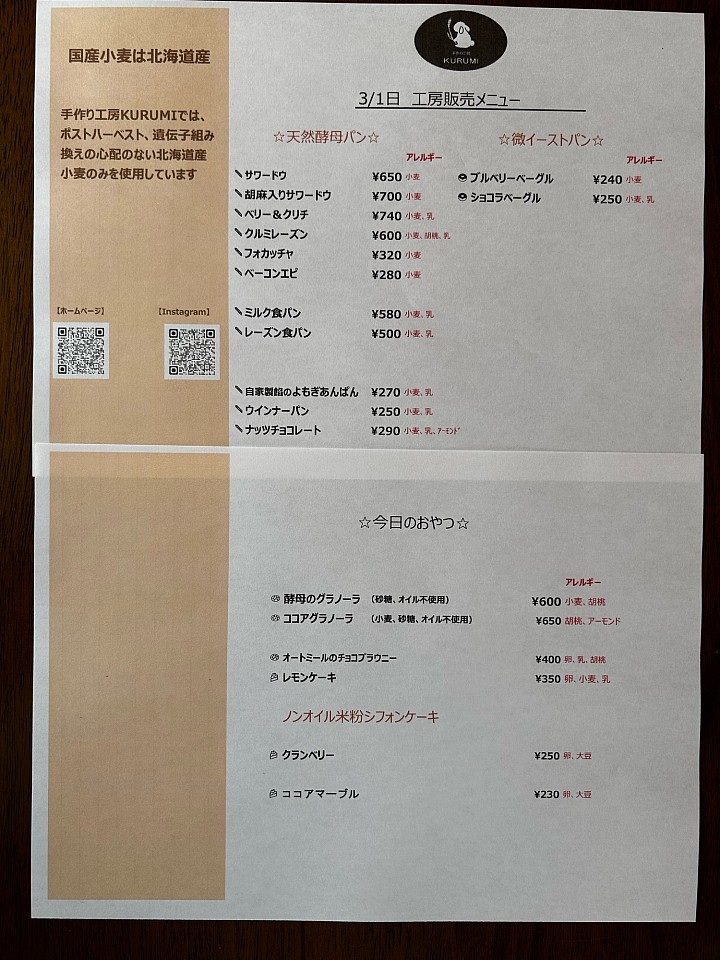 国産小麦は北海道産
手作り工房KURUMIでは、
ポストハーベスト、遺伝子組み
換えの心配のない北海道産
小麦のみを使用しています
【ホームページ】
【Instagram】
KURUMI
3/1日 工房販売メニュー
☆天然酵母パン☆
アレルギー
サワードウ ¥650 小麦
胡麻入りサワードウ ¥700 小麦
ベリー＆クリチ ¥740 小麦、乳
クルミレーズン ¥600 小麦、胡桃、乳
フォカッチャ ¥320 小麦
ベーコンエピ ¥280 小麦
ミルク食パン ¥580 小麦、乳
レーズン食パン ¥500 小麦、乳
自家製餡のよもぎあんぱん ¥270 小麦、乳
ウインナーパン ¥250 小麦、乳
ナッツチョコレート ¥290 小麦、乳、ｱｰﾓﾝﾄﾞ
☆微イーストパン☆
アレルギー
ブルベリーベーグル ¥240 小麦
ショコラベーグル ¥250 小麦、乳
☆今日のおやつ☆
アレルギー
酵母のグラノーラ （砂糖、オイル不使用） ¥600 小麦、胡桃
ココアグラノーラ （小麦、砂糖、オイル不使用） ¥650 胡桃、アーモンド
オートミールのチョコブラウニー ¥400 卵、乳、胡桃
レモンケーキ ¥350 卵、小麦、乳
ノンオイル米粉シフォンケーキ
クランベリー ¥250 卵、大豆
ココアマーブル ¥230 卵、大豆